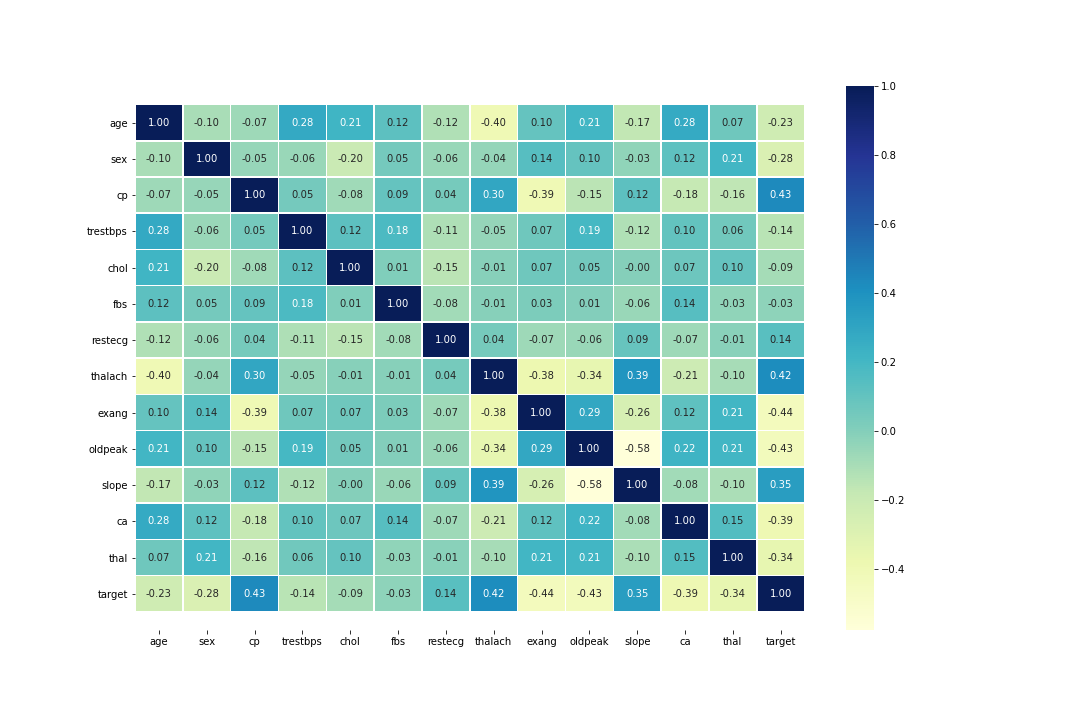 age 1.00 -0.10 -0.07 0.28 0.21 0.12 -0.12 -0.40 0.10 0.21 -0.17 0.28 0.07 -0.23
sex -0.10 1.00 -0.05 -0.06 -0.20 0.05 -0.06 -0.04 0.14 0.10 -0.03 0.12 0.21 -0.28
cp -0.07 -0.05 1.00 0.05 -0.08 0.09 0.04 0.30 -0.39 -0.15 0.12 -0.18 -0.16 0.43
trestbps 0.28 -0.06 0.05 1.00 0.12 0.18 -0.11 -0.05 0.07 0.19 -0.12 0.10 0.06 -0.14
chol 0.21 -0.20 -0.08 0.12 1.00 0.01 -0.15 -0.01 0.07 0.05 -0.00 0.07 0.10 -0.09
fbs 0.12 0.05 0.09 0.18 0.01 1.00 -0.08 -0.01 0.03 0.01 -0.06 0.14 -0.03 -0.03
restecg -0.12 -0.06 0.04 -0.11 -0.15 -0.08 1.00 0.04 -0.07 -0.06 0.09 -0.07 -0.01 0.14
thalach -0.40 -0.04 0.30 -0.05 -0.01 -0.01 0.04 1.00 -0.38 -0.34 0.39 -0.21 -0.10 0.42
exang 0.10 0.14 -0.39 0.07 0.07 0.03 -0.07 -0.38 1.00 0.29 -0.26 0.12 0.21 -0.44
oldpeak 0.21 0.10 -0.15 0.19 0.05 0.01 -0.06 -0.34 0.29 1.00 -0.58 0.22 0.21 -0.43
slope -0.17 -0.03 0.12 -0.12 -0.00 -0.06 0.09 0.39 -0.26 -0.58 1.00 -0.08 -0.10 0.35
ca 0.28 0.12 -0.18 0.10 0.07 0.14 -0.07 -0.21 0.12 0.22 -0.08 1.00 0.15 -0.39
thal 0.07 0.21 -0.16 0.06 0.10 -0.03 -0.01 -0.10 0.21 0.21 -0.10 0.15 1.00 -0.34
target -0.23 -0.28 0.43 -0.14 -0.09 -0.03 0.14 0.42 -0.44 -0.43 0.35 -0.39 -0.34 1.00
age sex cp trestbps chol fbs restecg thalach exang oldpeak slope ca thal target
1.0
0.8
0.6
0.4
0.2
0.0
−0.2
−0.4